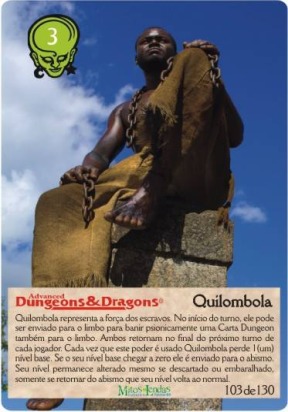 3
Advanced
Dungeons&Dragons®
Quilombola
Quilombola representa a força dos escravos. No início do turno, ele pode
ser enviado para o limbo para banir psionicamente uma Carta Dungeon
também para o limbo. Ambos retornam no final do próximo turno de
cada jogador. Cada vez que este poder é usado Quilombola perde 1 (um)
nível base. Se o seu nível base chegar a zero ele é enviado para o abismo.
Seu nível permanece alterado mesmo se descartado ou embaralhado,
somente se retornar do abismo que seu nível volta ao normal.
Mitos&Lendas
103 de 130